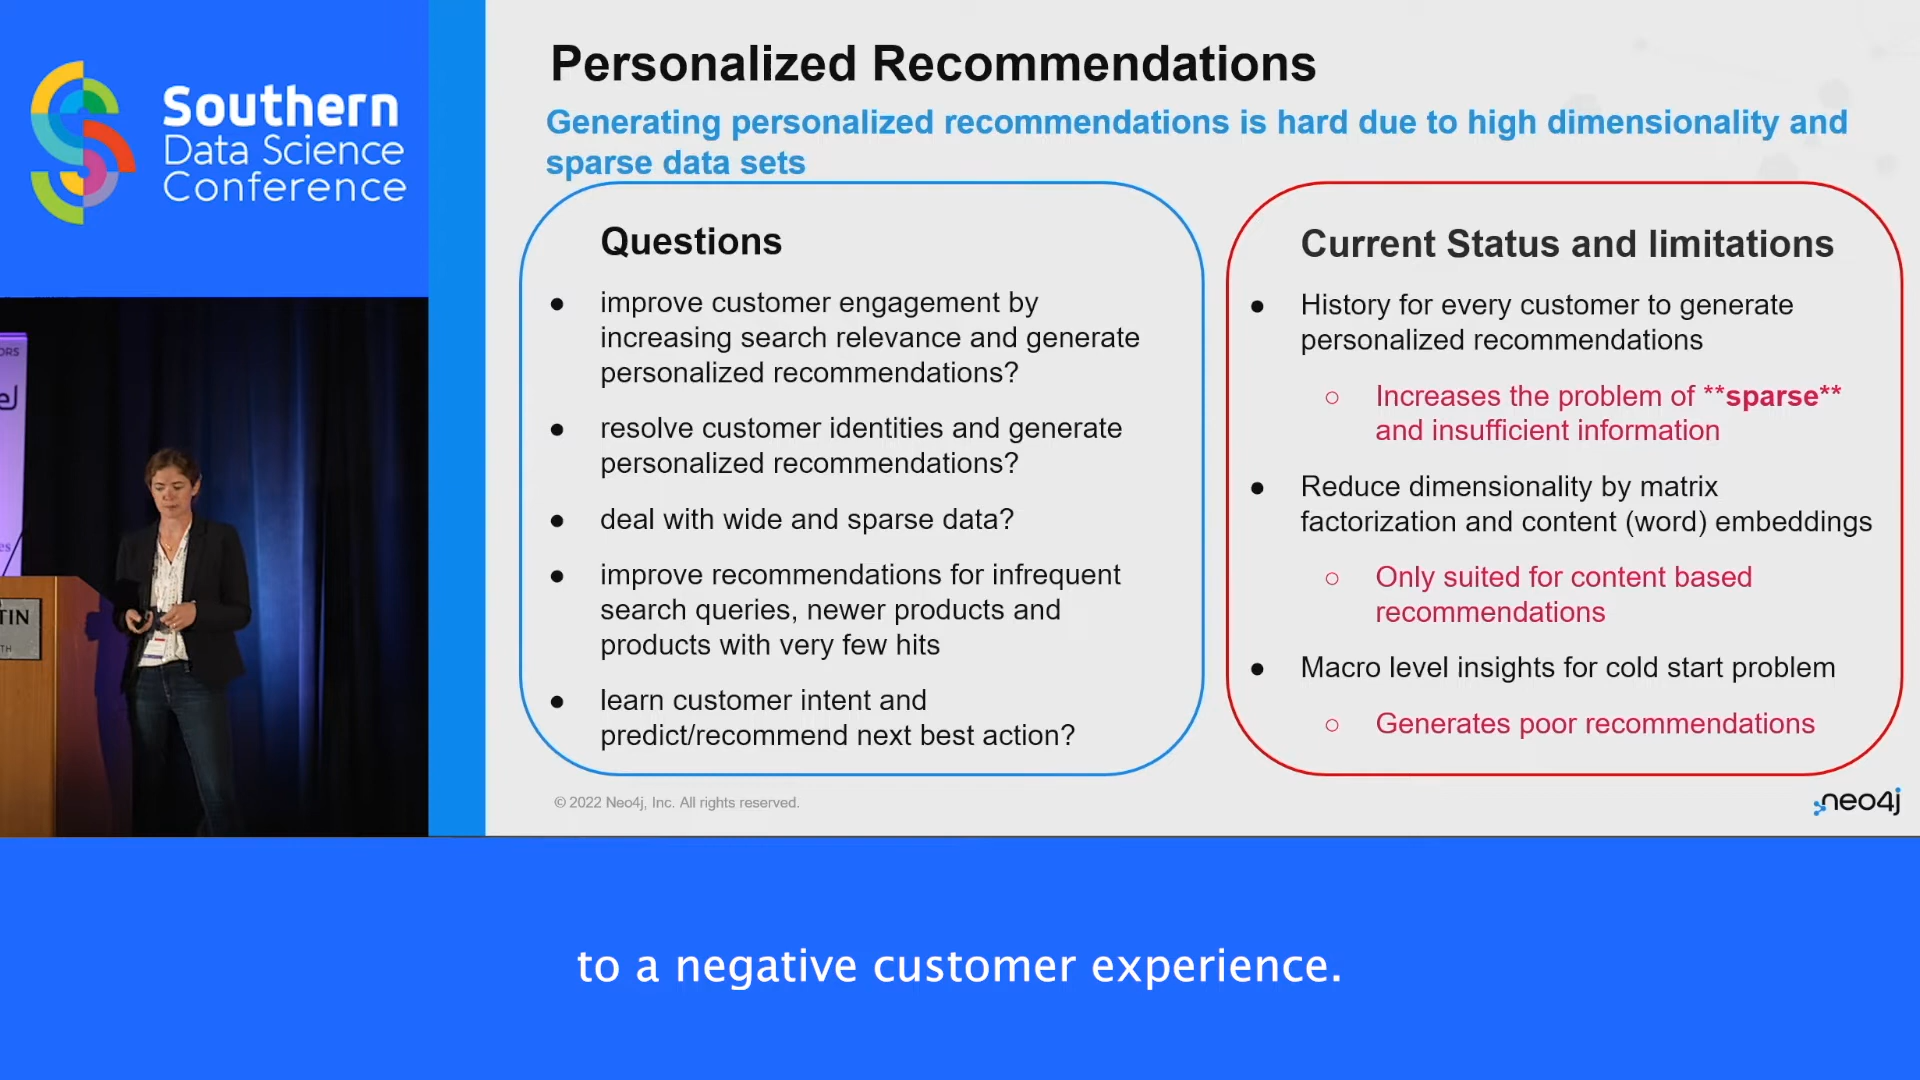 Southern
Data Science
Conference
Personalized Recommendations
Generating personalized recommendations is hard due to high dimensionality and
sparse data sets
Questions
● improve customer engagement by
increasing search relevance and generate
personalized recommendations?
● resolve customer identities and generate
personalized recommendations?
● deal with wide and sparse data?
● improve recommendations for infrequent
search queries, newer products and
products with very few hits
● learn customer intent and
predict/recommend next best action?
Current Status and limitations
● History for every customer to generate
personalized recommendations
○ Increases the problem of **sparse**
and insufficient information
● Reduce dimensionality by matrix
factorization and content (word) embeddings
○ Only suited for content based
recommendations
● Macro level insights for cold start problem
○ Generates poor recommendations
© 2022 Neo4j, Inc. All rights reserved.
neo4j
ORS
el
es
TIN
TH
to a negative customer experience.